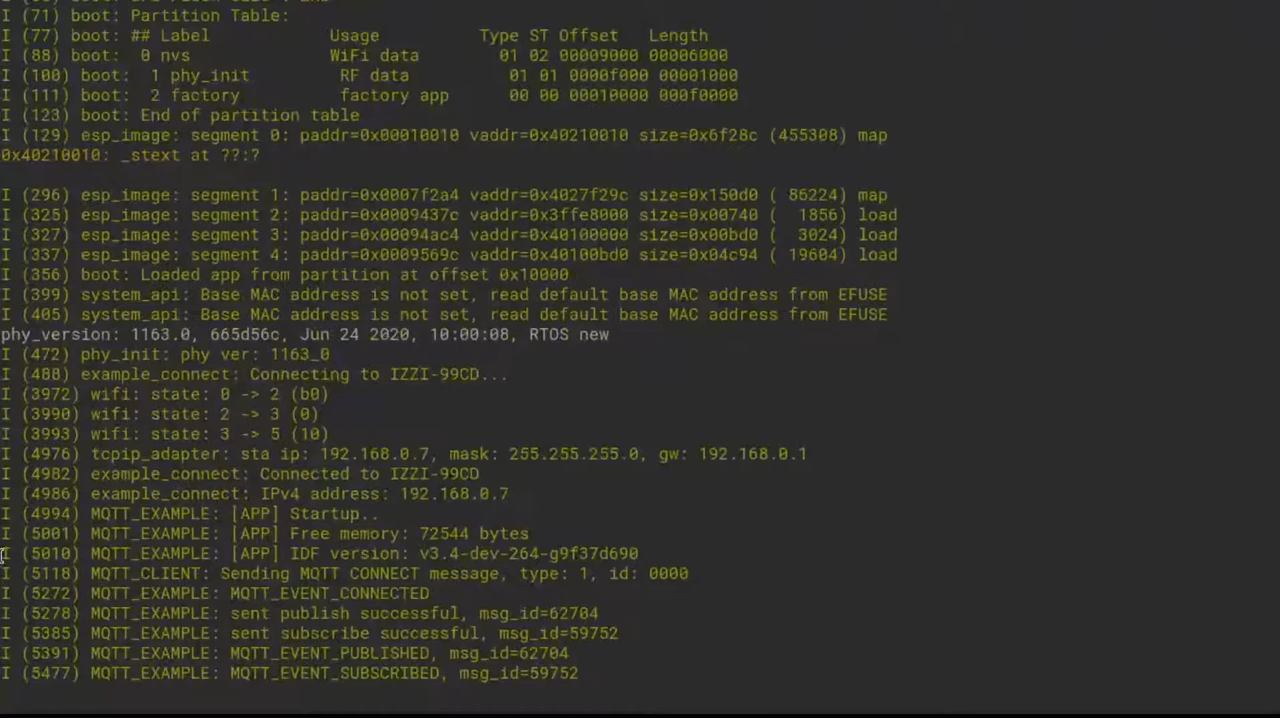 I (71) boot: Partition Table:
I (77) boot: ## Label            Usage          Type ST Offset   Length
I (88) boot:  0 nvs              WiFi data        01 02 00009000 00006000
I (100) boot:  1 phy_init         RF data          01 01 0000f000 00001000
I (111) boot:  2 factory          factory app      00 00 00010000 000f0000
I (123) boot: End of partition table
I (129) esp_image: segment 0: paddr=0x00010010 vaddr=0x40210010 size=0x6f28c (455308) map
0x40210010: _stext at ??:?
I (296) esp_image: segment 1: paddr=0x0007f2a4 vaddr=0x4027f29c size=0x150d0 ( 86224) map
I (325) esp_image: segment 2: paddr=0x0009437c vaddr=0x3ffe8000 size=0x00740 (  1856) load
I (327) esp_image: segment 3: paddr=0x00094ac4 vaddr=0x40100000 size=0x00bd0 (  3024) load
I (337) esp_image: segment 4: paddr=0x0009569c vaddr=0x40100bd0 size=0x04c94 ( 19604) load
I (356) boot: Loaded app from partition at offset 0x10000
I (399) system_api: Base MAC address is not set, read default base MAC address from EFUSE
I (405) system_api: Base MAC address is not set, read default base MAC address from EFUSE
phy_version: 1163.0, 665d56c, Jun 24 2020, 10:00:08, RTOS new
I (472) phy_init: phy ver: 1163_0
I (488) example_connect: Connecting to IZZI-99CD...
I (3972) wifi: state: 0 -> 2 (b0)
I (3990) wifi: state: 2 -> 3 (0)
I (3993) wifi: state: 3 -> 5 (10)
I (4976) tcpip_adapter: sta ip: 192.168.0.7, mask: 255.255.255.0, gw: 192.168.0.1
I (4982) example_connect: Connected to IZZI-99CD
I (4986) example_connect: IPv4 address: 192.168.0.7
I (4994) MQTT_EXAMPLE: [APP] Startup..
I (5001) MQTT_EXAMPLE: [APP] Free memory: 72544 bytes
I (5010) MQTT_EXAMPLE: [APP] IDF version: v3.4-dev-264-g9f37d690
I (5118) MQTT_CLIENT: Sending MQTT CONNECT message, type: 1, id: 0000
I (5272) MQTT_EXAMPLE: MQTT_EVENT_CONNECTED
I (5278) MQTT_EXAMPLE: sent publish successful, msg_id=62704
I (5385) MQTT_EXAMPLE: sent subscribe successful, msg_id=59752
I (5391) MQTT_EXAMPLE: MQTT_EVENT_PUBLISHED, msg_id=62704
I (5477) MQTT_EXAMPLE: MQTT_EVENT_SUBSCRIBED, msg_id=59752